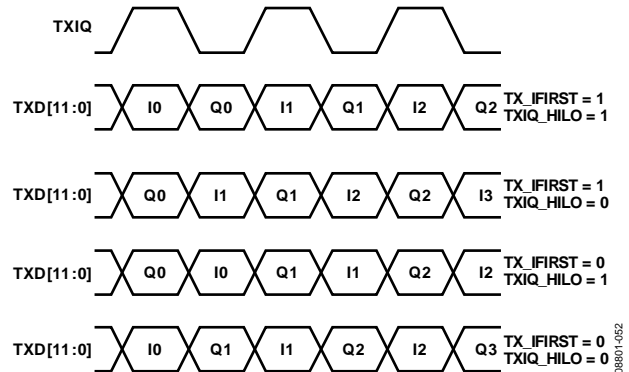 TXIQ
TXD[11:0] I0 Q0 I1 Q1 I2 Q2 TX_IFIRST = 1
TXIQ_HILO = 1
TXD[11:0] Q0 I1 Q1 I2 Q2 I3 TX_IFIRST = 1
TXIQ_HILO = 0
TXD[11:0] Q0 I0 Q1 I1 Q2 I2 TX_IFIRST = 0
TXIQ_HILO = 1
TXD[11:0] I0 Q1 I1 Q2 I2 Q3 TX_IFIRST = 0
TXIQ_HILO = 0
08801-052